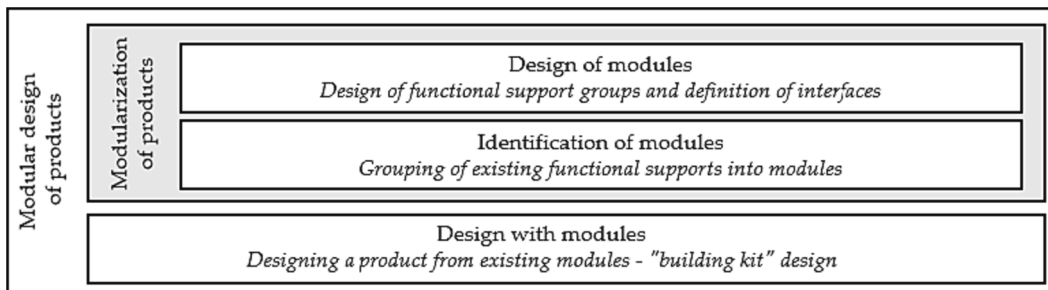 Modular design
of products
Modularization
of products
Design of modules
Design of functional support groups and definition of interfaces
Identification of modules
Grouping of existing functional supports into modules
Design with modules
Designing a product from existing modules - "building kit" design